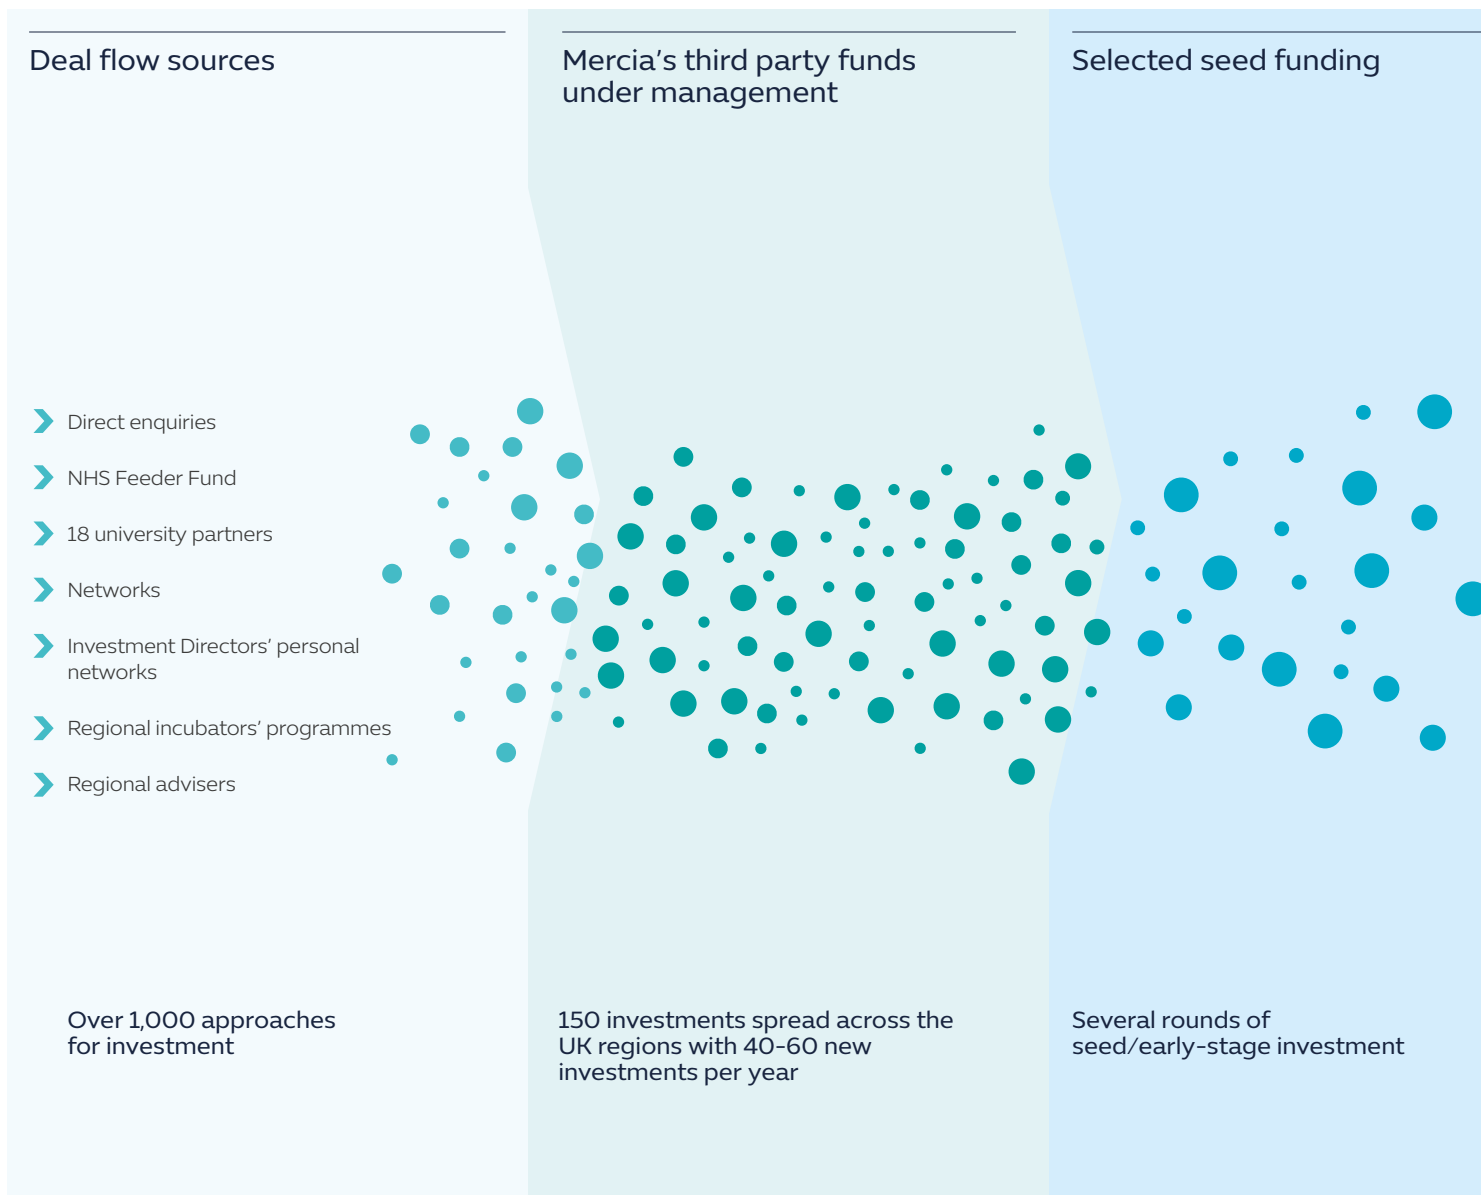 Deal flow sources
Direct enquiries
NHS Feeder Fund
18 university partners
Networks
Investment Directors’ personal
networks
Regional incubators’ programmes
Regional advisers
Over 1,000 approaches
for investment
Mercia’s third party funds
under management
150 investments spread across the
UK regions with 40-60 new
investments per year
Selected seed funding
Several rounds of
seed/early-stage investment